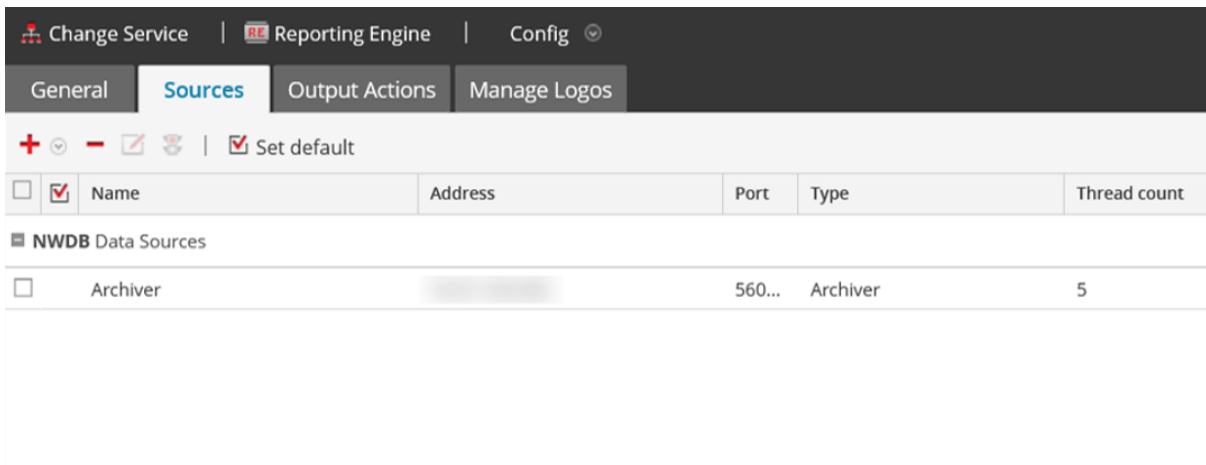 Change Service | RE Reporting Engine | Config
General Sources Output Actions Manage Logos
Set default
Name Address Port Type Thread count
NWDB Data Sources
Archiver 560... Archiver 5